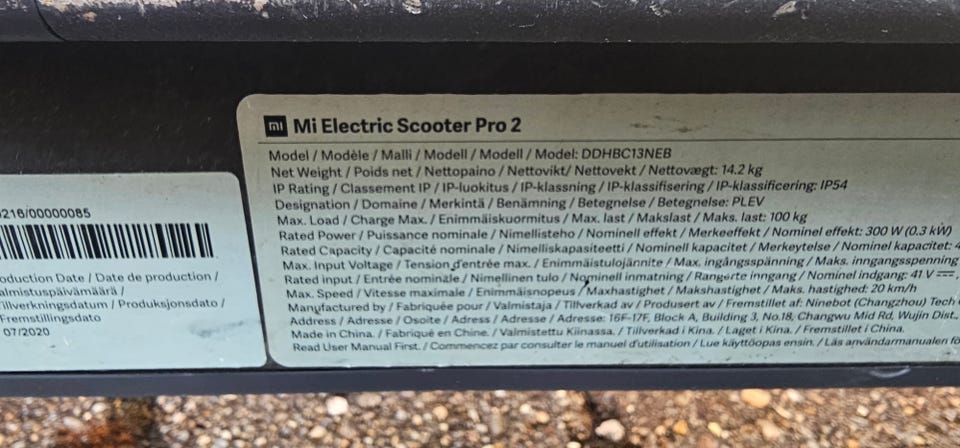 216/00000085
oduction Date / Date de production /
almistuspäivämäärä /
illverkningsdatum / Produksjonsdato /
Fremstillingsdato
07/2020
mi Mi Electric Scooter Pro 2
Model / Modèle / Malli / Modell / Modell / Model: DDHBC13NEB
Net Weight / Poids net / Nettopaino / Nettovikt/ Nettovekt / Nettovægt: 14.2 kg
IP Rating / Classement IP / IP-luokitus / IP-klassning / IP-klassifisering / IP-klassificering: IP54
Designation / Domaine / Merkintä / Benämning / Betegnelse / Betegnelse: PLEV
Max. Load / Charge Max. / Enimmäiskuormitus / Max. last / Makslast / Maks. last: 100 kg
Rated Power / Puissance nominale / Nimellisteho / Nominell effekt / Merkeeffekt / Nominel effekt: 300 W (0.3 kW)
Rated Capacity / Capacité nominale / Nimelliskapasiteetti / Nominell kapacitet / Merkeytelse / Nominel kapacitet: 4
Max. Input Voltage / Tension d'entrée max. / Enimmäistulojännite / Max. ingångsspänning / Maks. inngangsspenning
Rated input / Entrée nominale / Nimellinen tulo / Nominell inmatning / Rangerte inngang / Nominel indgang: 41 V ⎓,
Max. Speed / Vitesse maximale / Enimmäisnopeus / Maxhastighet / Makshastighet / Maks. hastighed: 20 km/h
Manufactured by / Fabriquée pour / Valmistaja / Tillverkad av / Produsert av / Fremstillet af: Ninebot (Changzhou) Tech
Address / Adresse / Osoite / Adress / Adresse / Adresse: 16F-17F, Block A, Building 3, No.18, Changwu Mid Rd, Wujin Dist.,
Made in China. / Fabriqué en Chine. / Valmistettu Kiinassa. / Tillverkad i Kina. / Laget i Kina. / Fremstillet i China.
Read User Manual First. / Commencez par consulter le manuel d'utilisation / Lue käyttöopas ensin. / Läs användarmanualen fö